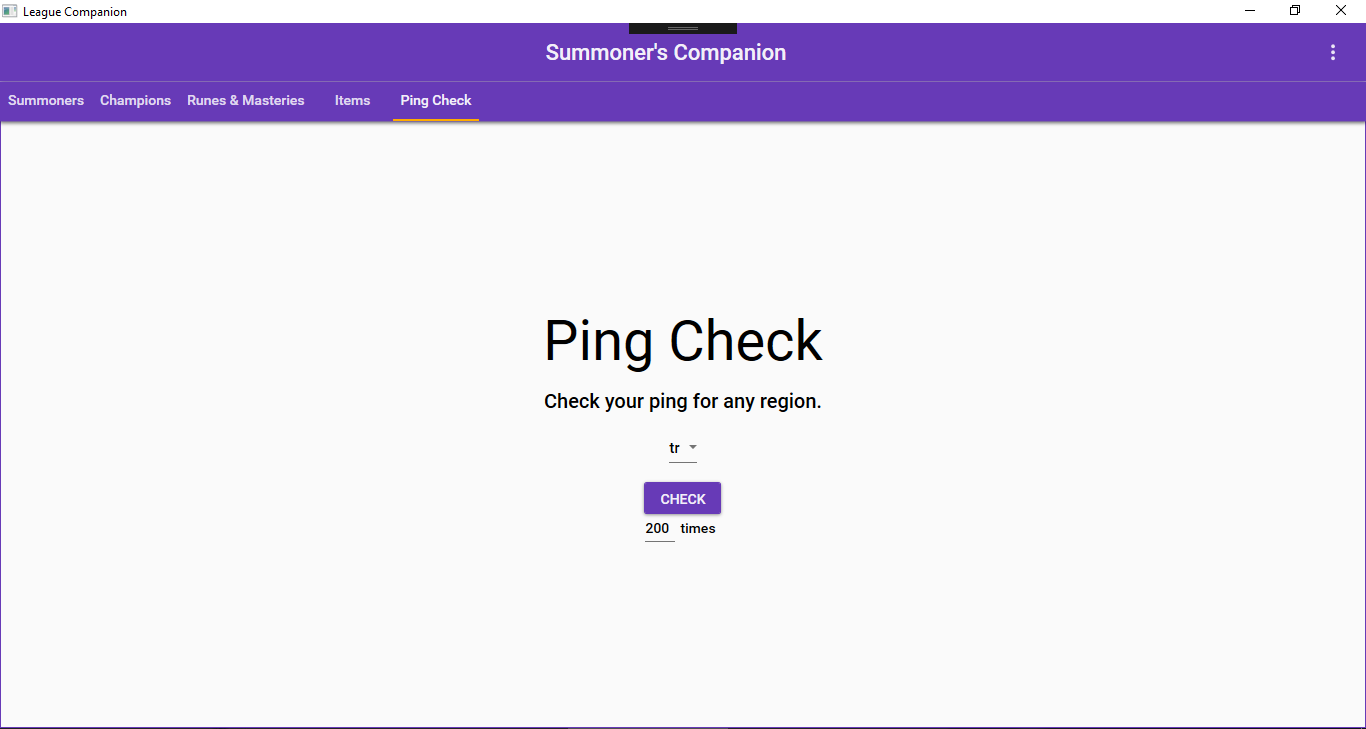 League Companion
Summoner's Companion
Summoners Champions Runes & Masteries Items Ping Check
Ping Check
Check your ping for any region.
tr
CHECK
200 times